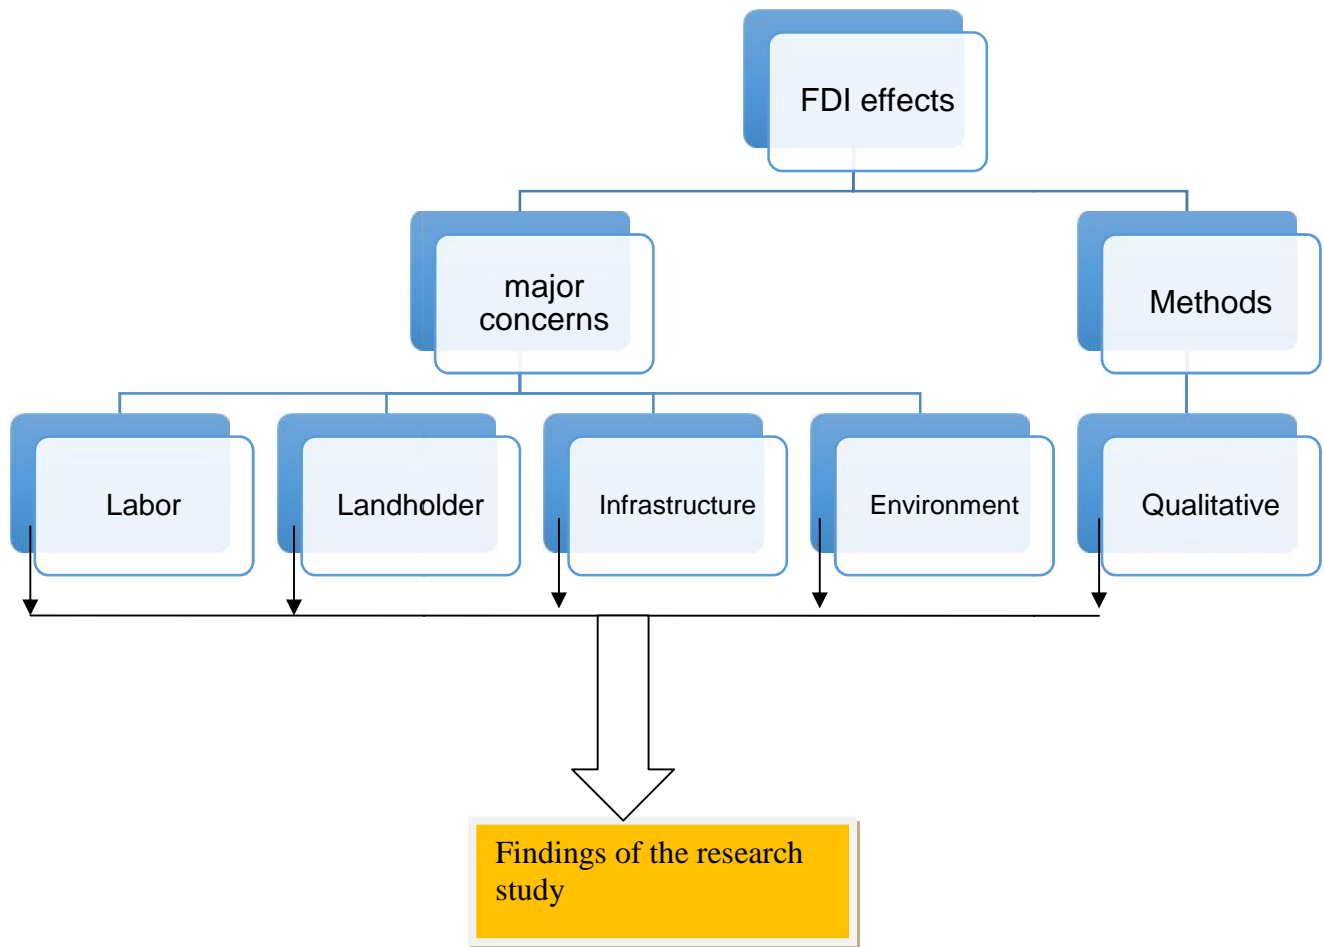 FDI effects
major
concerns
Methods
Labor
Landholder
Infrastructure
Environment
Qualitative
Findings of the research
study